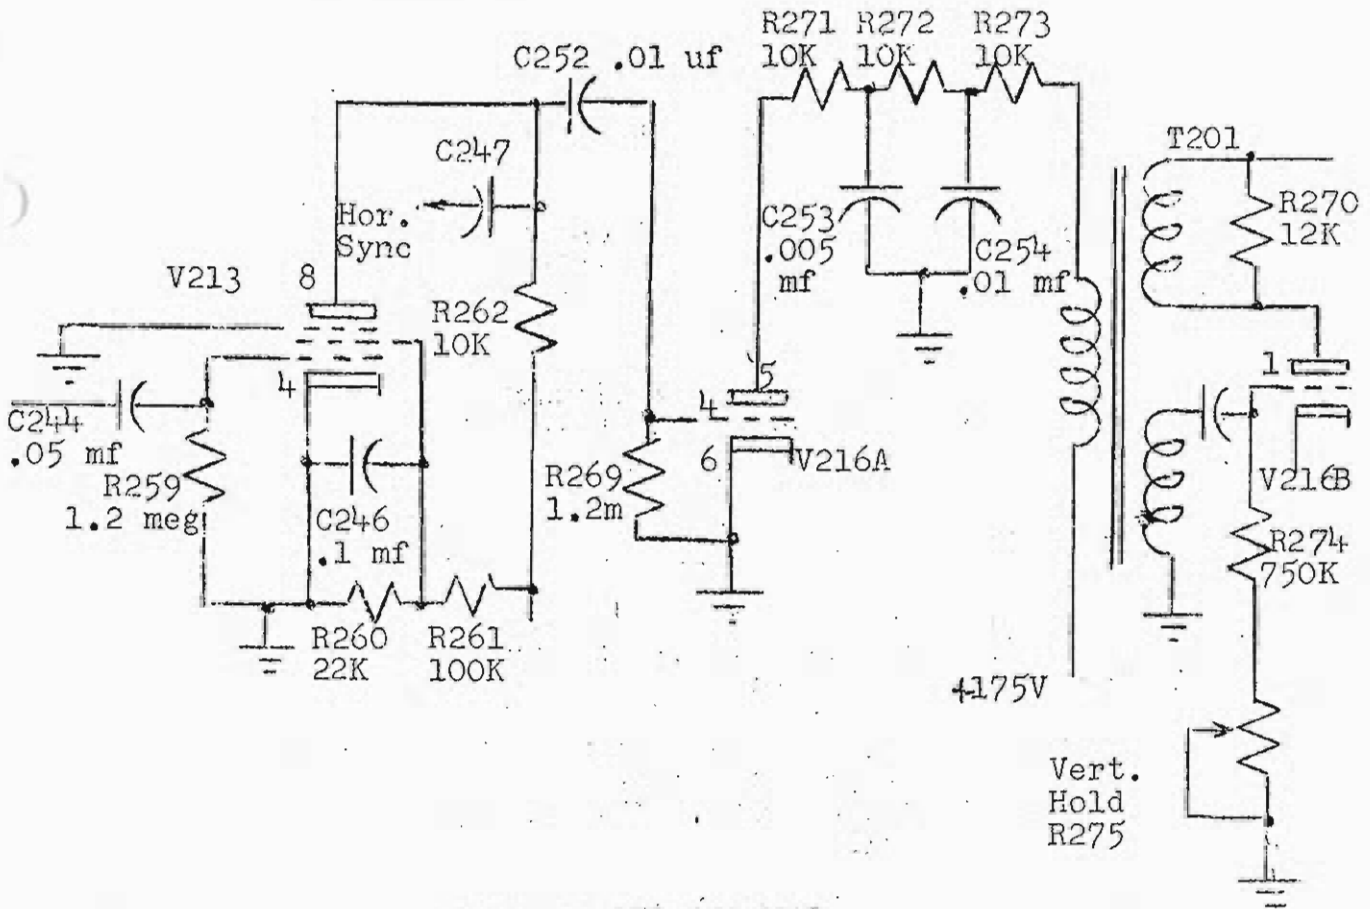 R271 R272 R273
10K 10K 10K
C252 .01 uf
T201
C247
R270
12K
Hor.
Sync
C253
.005
mf
C254
.01 mf
V213
8
R262
10K
4
5
4
6
V216A
1
V216B
C244
.05 mf
R259
1.2 meg
C246
.1 mf
R269
1.2m
R274
750K
R260
22K
R261
100K
+175V
Vert.
Hold
R275